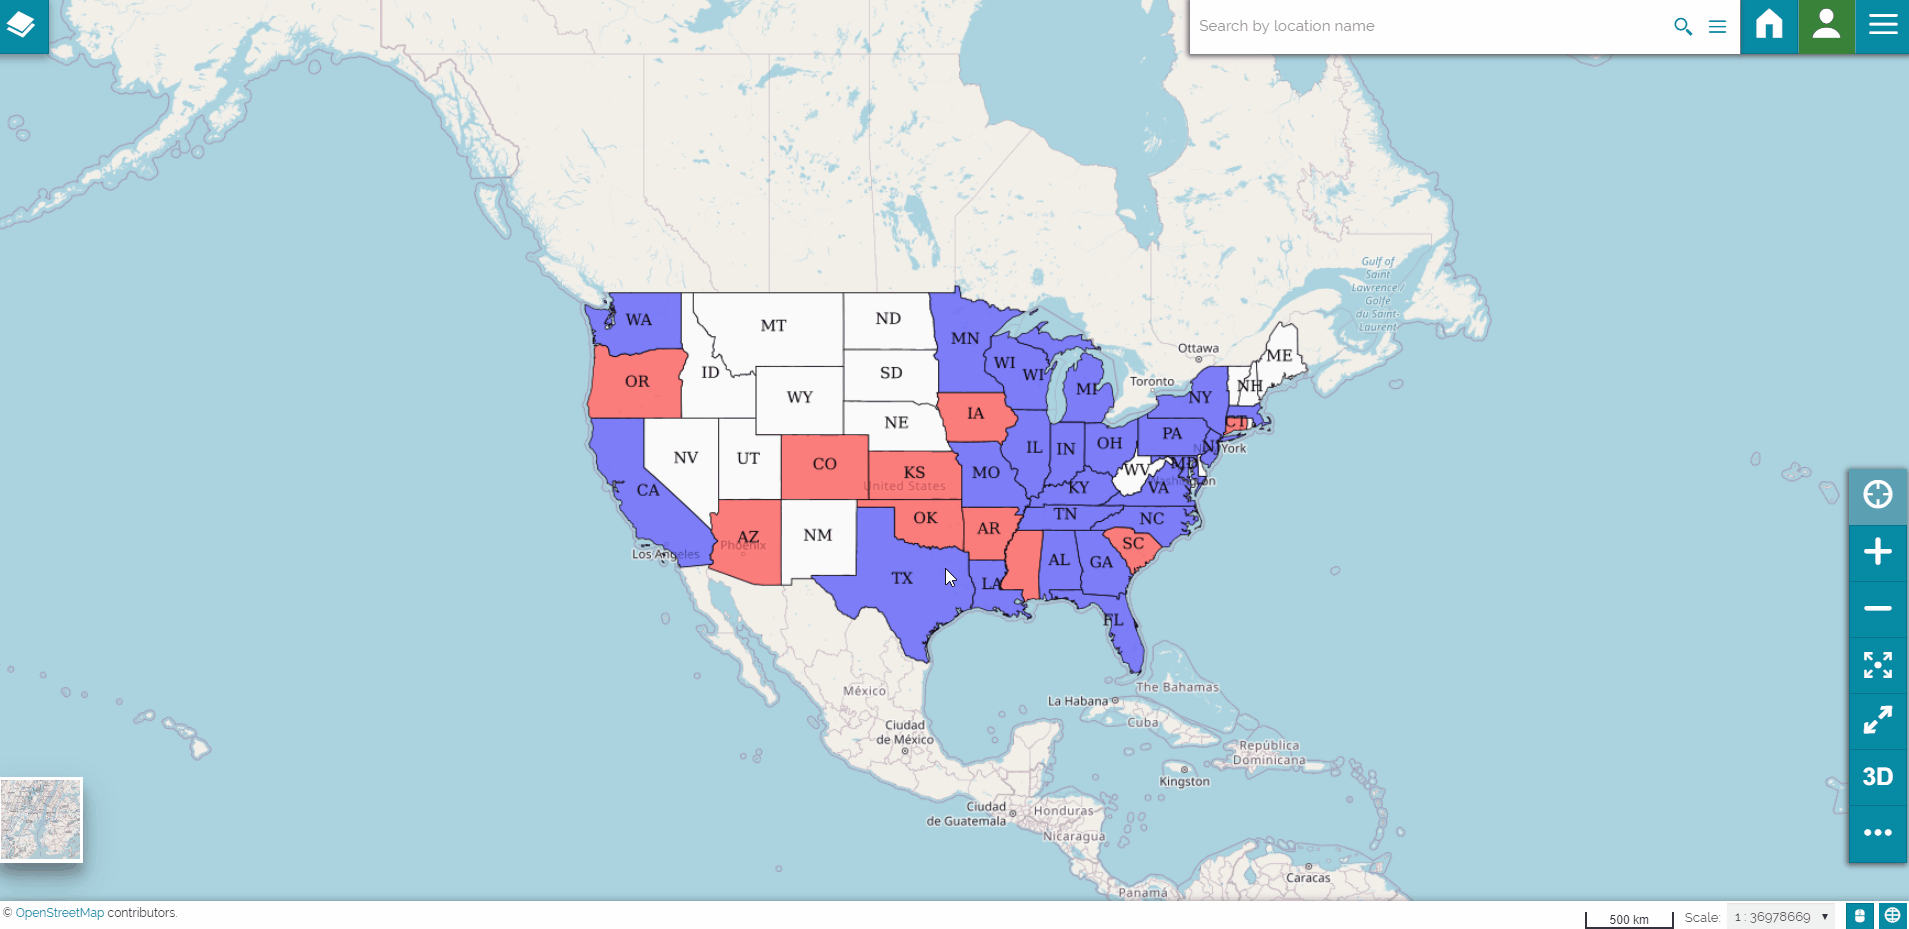 Search by location name
Gulf of
Saint
Lawrence /
Golfe
du Saint-
Laurent
WA
MT
ND
MN
OR
ID
SD
WI
WI
MI
Ottawa
Toronto
ME
NH
NY
WY
NE
IA
CT
PA
NJ
York
NV
UT
CO
KS
MO
IL
IN
OH
WV
MD
VA
Washington
United States
CA
KY
AZ
Phoenix
NM
OK
AR
TN
NC
SC
Los Angeles
TX
LA
AL
GA
FL
México
Ciudad
de México
La Habana
The Bahamas
Cuba
República
Dominicana
Kingston
Ciudad
de Guatemala
Honduras
Nicaragua
Caracas
Panamá
3D
© OpenStreetMap contributors.
500 km
Scale:
1 : 36978669